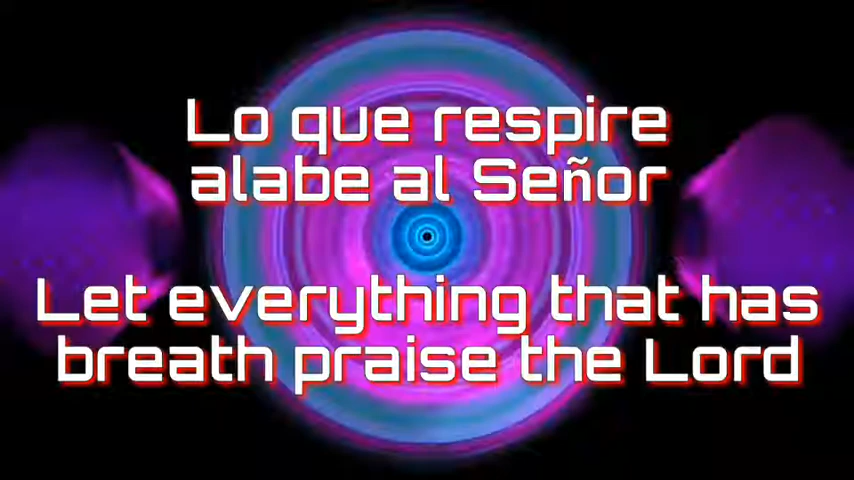 Lo que respire
alabe al Señor
Let everything that has
breath praise the Lord